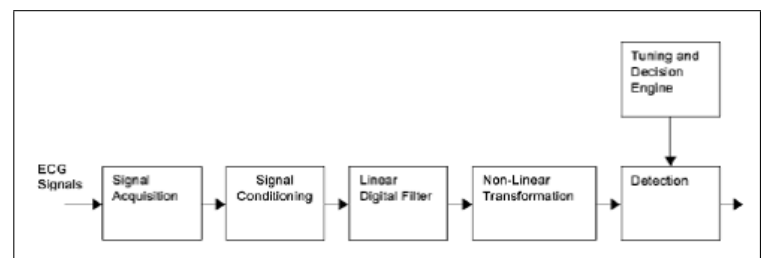 Tuning and
Decision
Engine
ECG
Signals
Signal
Acquisition
Signal
Conditioning
Linear
Digital Filter
Non-Linear
Transformation
Detection